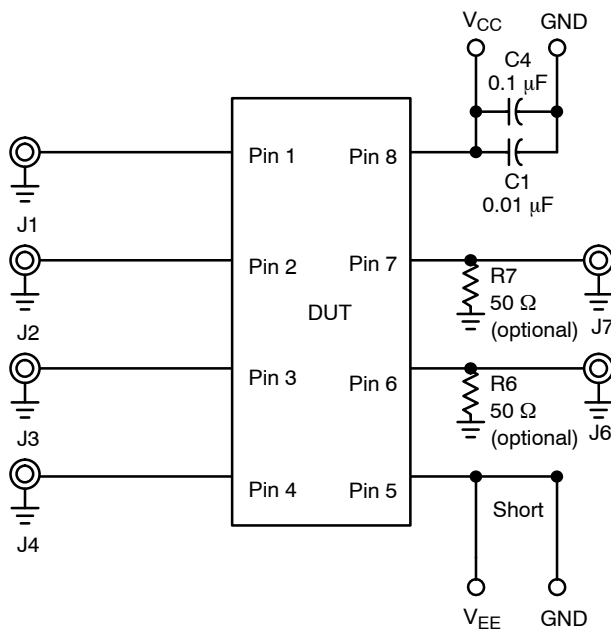 VCC
GND
C4
0.1 μF
Pin 1
Pin 8
C1
0.01 μF
J1
Pin 2
Pin 7
R7
50 Ω
(optional)
J7
J2
DUT
Pin 3
Pin 6
R6
50 Ω
(optional)
J6
J3
Pin 4
Pin 5
Short
J4
VEE
GND